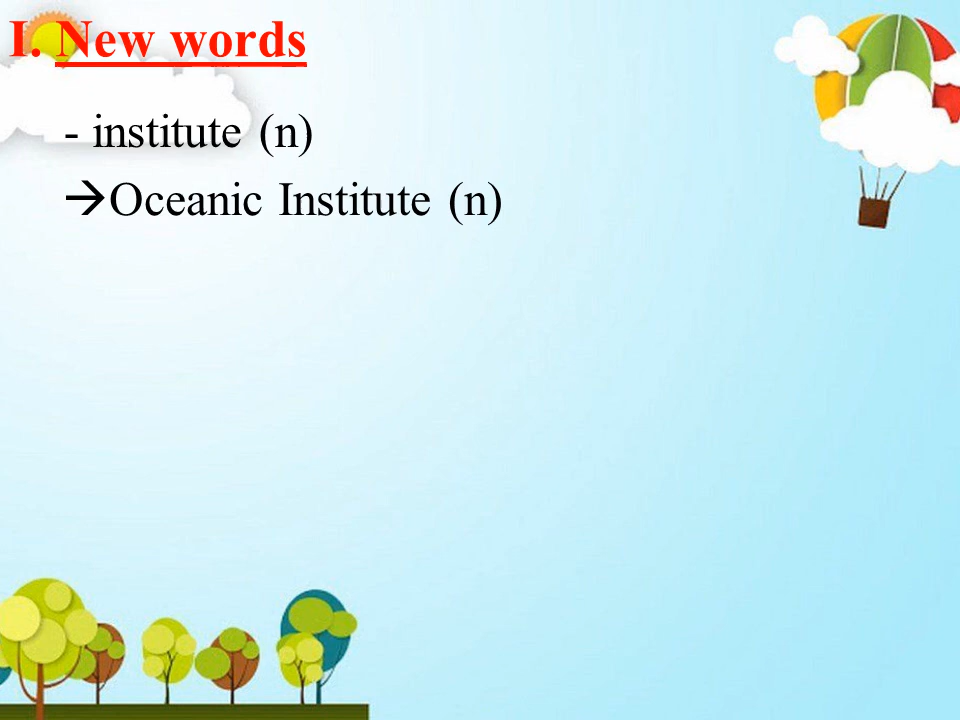 I. New words
- institute (n)
→Oceanic Institute (n)